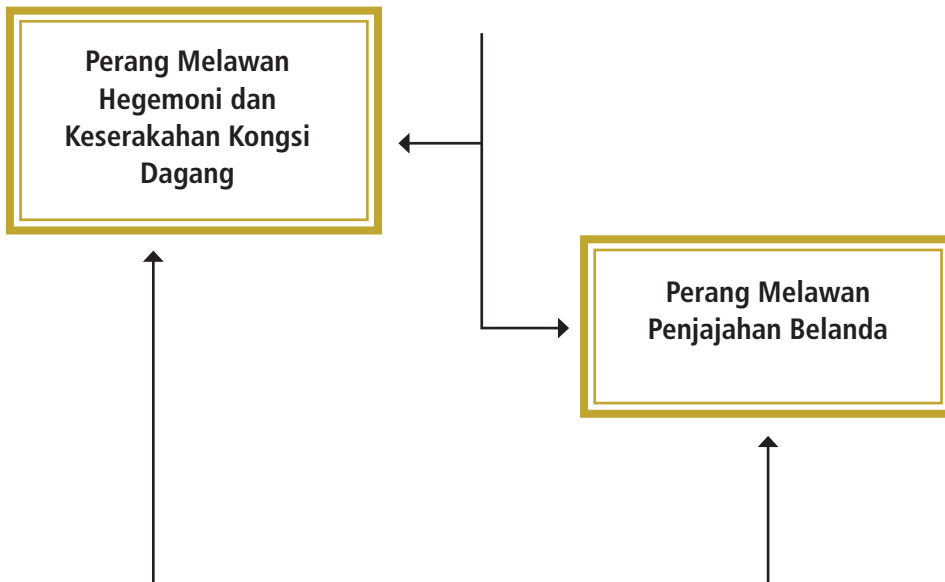 Perang Melawan
Hegemoni dan
Keserakahan Kongsi
Dagang
Perang Melawan
Penjajahan Belanda